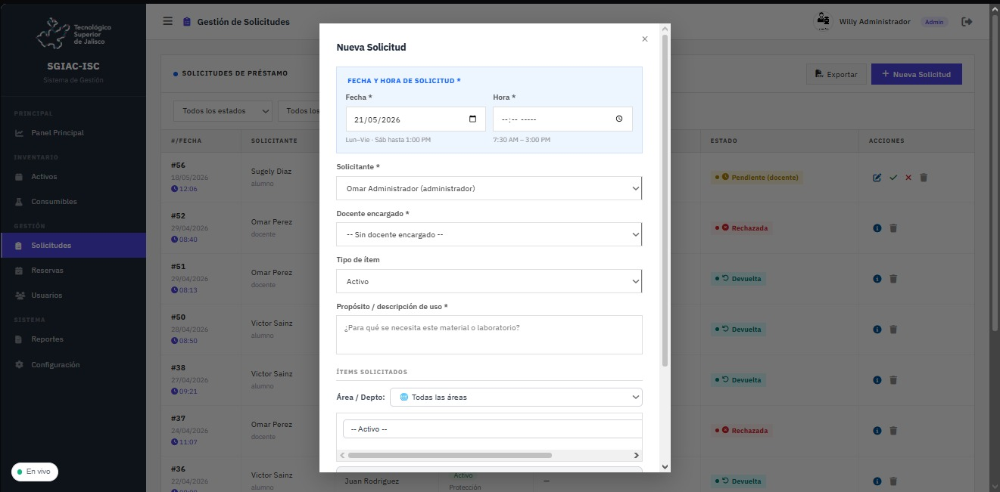 Tecnológico
Superior
de Jalisco
SGIAC-ISC
Sistema de Gestión
PRINCIPAL
Panel Principal
INVENTARIO
Activos
Consumibles
GESTIÓN
Solicitudes
Reservas
Usuarios
SISTEMA
Reportes
Configuración
En vivo
Gestión de Solicitudes
Willy Administrador
Admin
SOLICITUDES DE PRÉSTAMO
Exportar
+ Nueva Solicitud
Todos los estados
Todos los
#/FECHA
SOLICITANTE
ESTADO
ACCIONES
#56
18/05/2026
12:06
Sugely Diaz
alumno
Pendiente (docente)
#52
29/04/2026
08:40
Omar Perez
docente
Rechazada
#51
29/04/2026
08:13
Omar Perez
docente
Devuelta
#50
28/04/2026
08:50
Victor Sainz
alumno
Devuelta
#38
27/04/2026
09:21
Victor Sainz
alumno
Devuelta
#37
24/04/2026
11:07
Omar Perez
docente
Rechazada
#36
22/04/2026
Victor Sainz
alumno
Juan Rodriguez
Activo
Protección
—
Devuelta
Nueva Solicitud
×
FECHA Y HORA DE SOLICITUD *
Fecha *
Hora *
21/05/2026
--:-- -----
Lun–Vie · Sáb hasta 1:00 PM
7:30 AM – 3:00 PM
Solicitante *
Omar Administrador (administrador)
Docente encargado *
-- Sin docente encargado --
Tipo de ítem
Activo
Propósito / descripción de uso *
¿Para qué se necesita este material o laboratorio?
ÍTEMS SOLICITADOS
Área / Depto:
Todas las áreas
-- Activo --